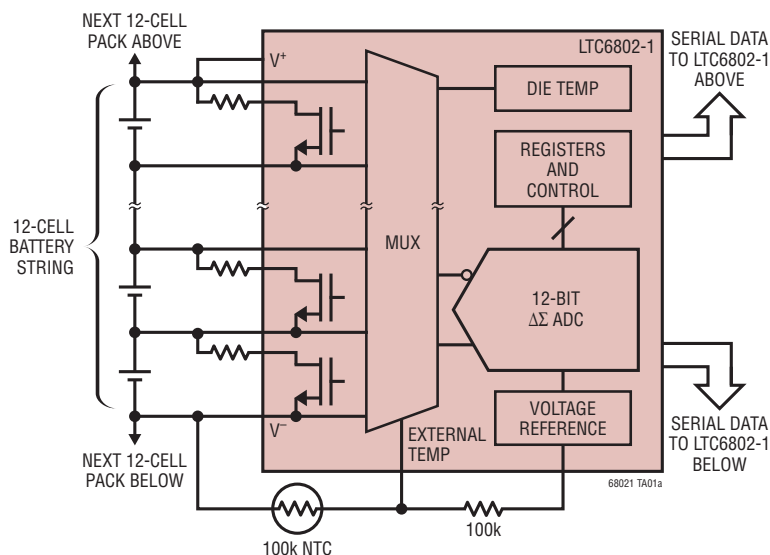 NEXT 12-CELL
PACK ABOVE
V+
LTC6802-1
SERIAL DATA
TO LTC6802-1
ABOVE
DIE TEMP
REGISTERS
AND
CONTROL
12-CELL
BATTERY
STRING
MUX
12-BIT
ΔΣ ADC
VOLTAGE
REFERENCE
V−
EXTERNAL
TEMP
NEXT 12-CELL
PACK BELOW
SERIAL DATA
TO LTC6802-1
BELOW
68021 TA01a
100k NTC
100k